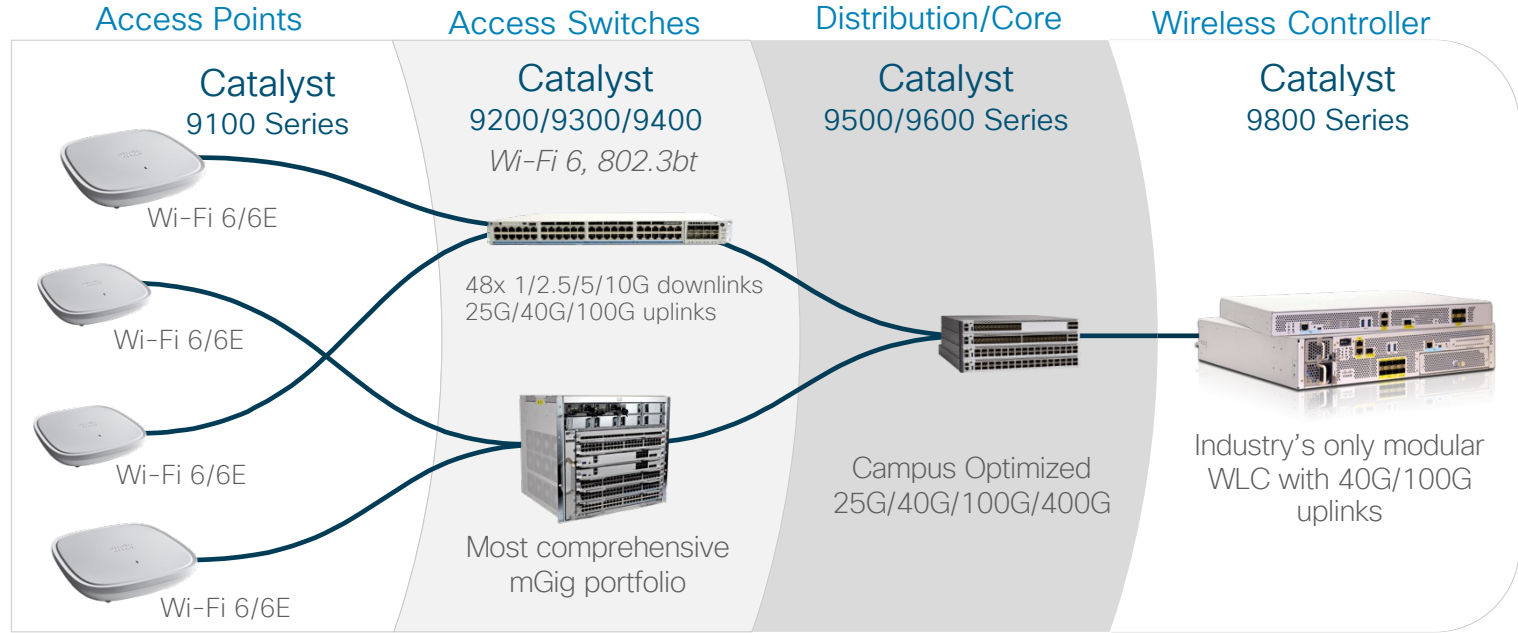 Access Points
Access Switches
Distribution/Core
Wireless Controller
Catalyst
9100 Series
Wi-Fi 6/6E
Wi-Fi 6/6E
Wi-Fi 6/6E
Wi-Fi 6/6E
Catalyst
9200/9300/9400
Wi-Fi 6, 802.3bt
48x 1/2.5/5/10G downlinks
25G/40G/100G uplinks
Most comprehensive
mGig portfolio
Catalyst
9500/9600 Series
Campus Optimized
25G/40G/100G/400G
Catalyst
9800 Series
Industry's only modular
WLC with 40G/100G
uplinks